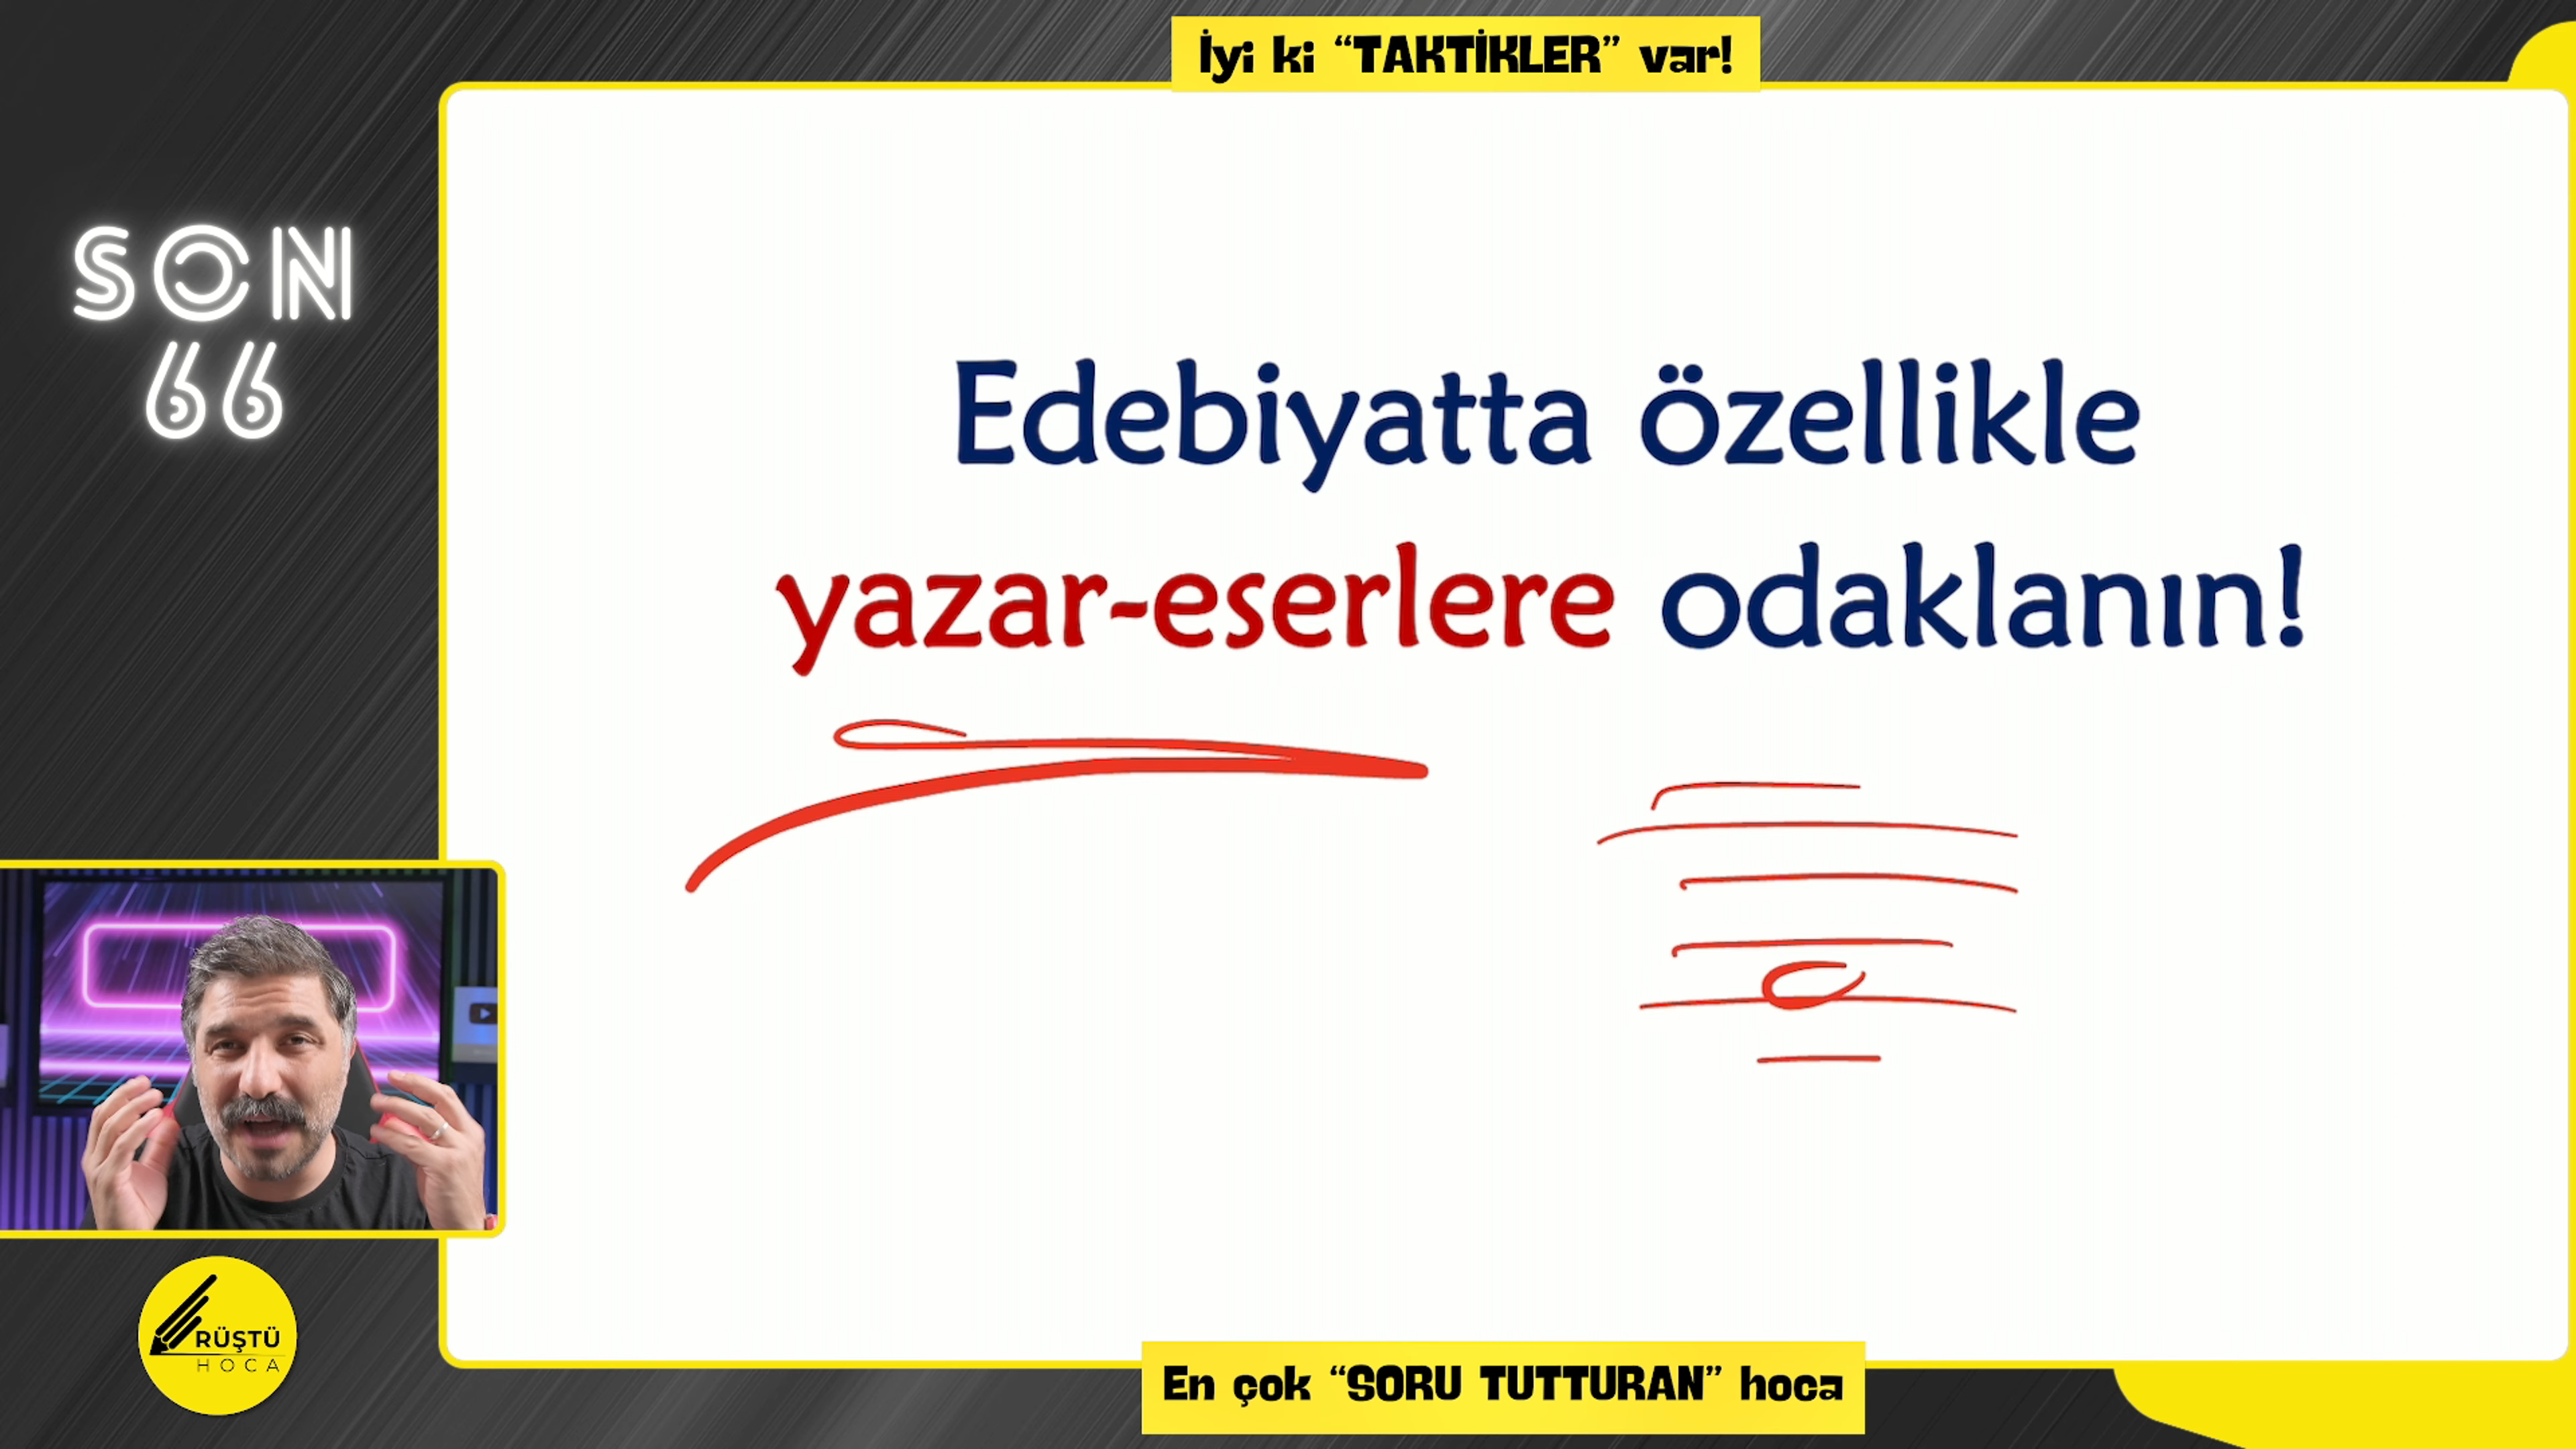 İyi ki “TAKTİKLER” var!
SON
66
Edebiyatta özellikle
yazar-eserlere odaklanın!
RÜŞTÜ
HOCA
En çok “SORU TUTTURAN” hoca